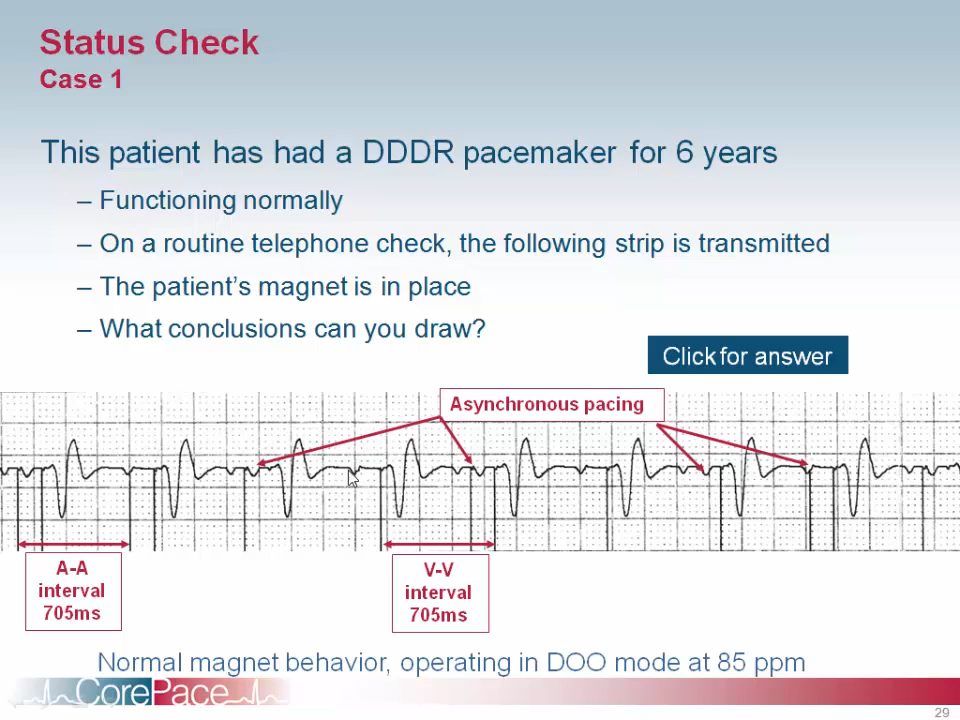 Status Check
Case 1
This patient has had a DDDR pacemaker for 6 years
– Functioning normally
– On a routine telephone check, the following strip is transmitted
– The patient's magnet is in place
– What conclusions can you draw?
Click for answer
Asynchronous pacing
A-A
interval
705ms
V-V
interval
705ms
Normal magnet behavior, operating in DOO mode at 85 ppm
CorePace
29